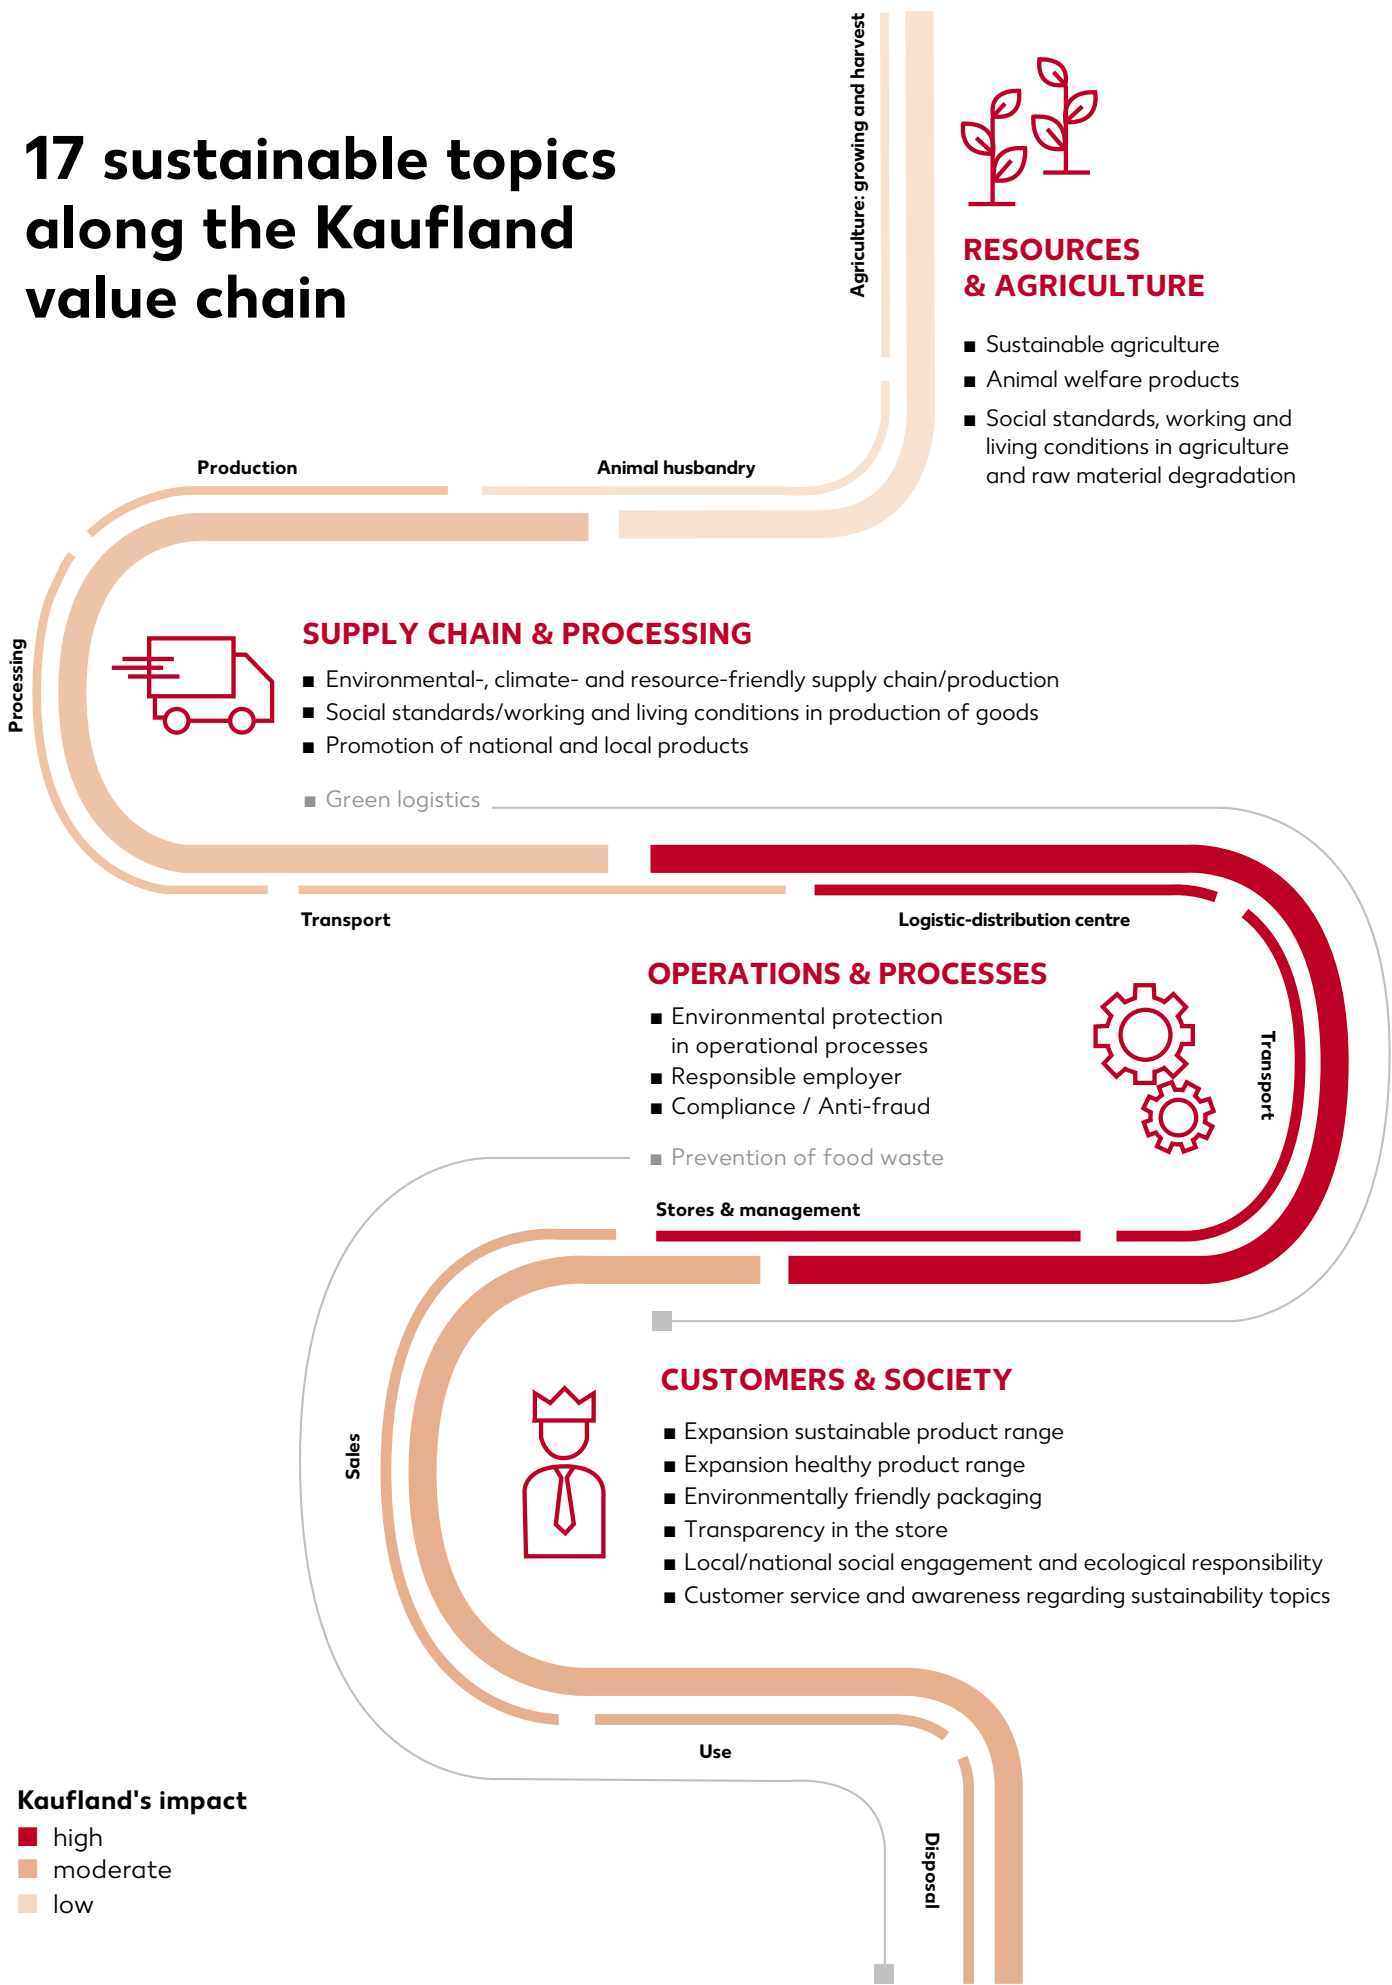 17 sustainable topics
along the Kaufland
value chain
Agriculture: growing and harvest
RESOURCES
& AGRICULTURE
■ Sustainable agriculture
■ Animal welfare products
■ Social standards, working and
living conditions in agriculture
and raw material degradation
Production
Animal husbandry
Processing
SUPPLY CHAIN & PROCESSING
■ Environmental-, climate- and resource-friendly supply chain/production
■ Social standards/working and living conditions in production of goods
■ Promotion of national and local products
■ Green logistics
Transport
Logistic-distribution centre
OPERATIONS & PROCESSES
■ Environmental protection
in operational processes
■ Responsible employer
■ Compliance / Anti-fraud
■ Prevention of food waste
Transport
Stores & management
CUSTOMERS & SOCIETY
■ Expansion sustainable product range
■ Expansion healthy product range
■ Environmentally friendly packaging
■ Transparency in the store
■ Local/national social engagement and ecological responsibility
■ Customer service and awareness regarding sustainability topics
Sales
Use
Disposal
Kaufland's impact
high
moderate
low